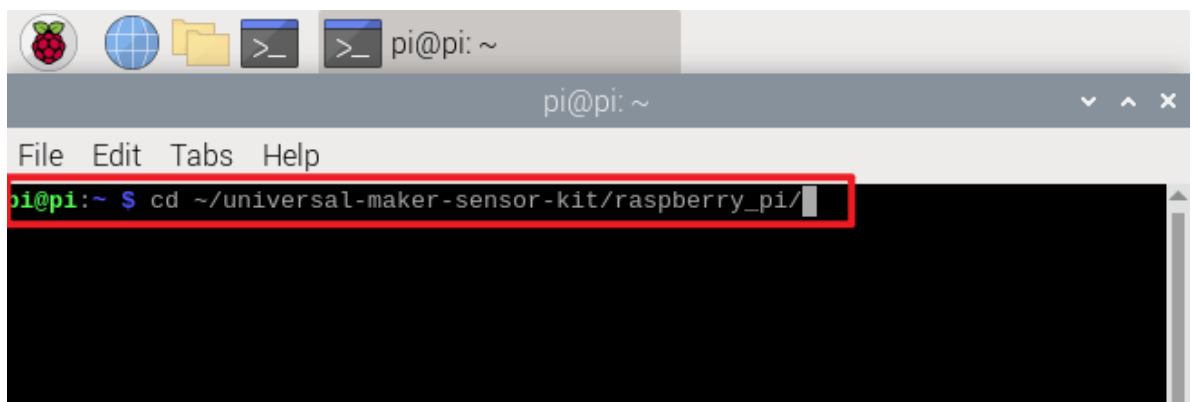 >_ >_ pi@pi: ~
pi@pi: ~
File Edit Tabs Help
pi@pi:~ $ cd ~/universal-maker-sensor-kit/raspberry_pi/